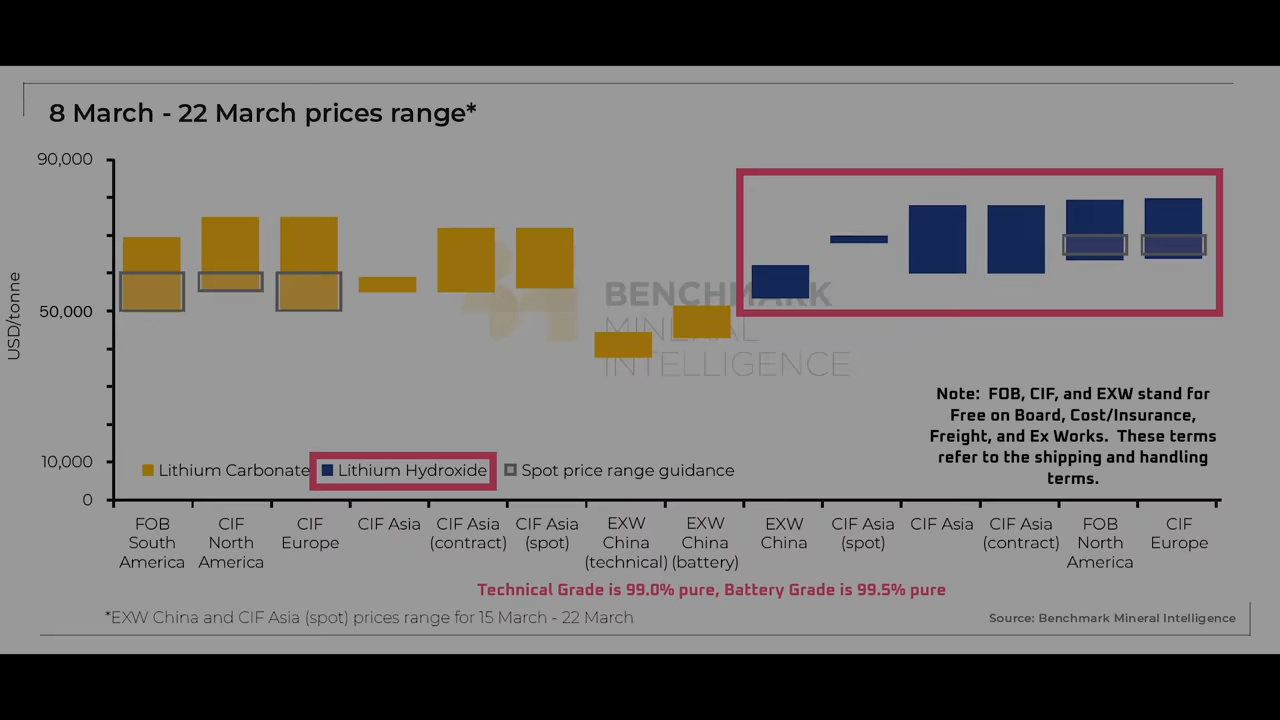 8 March - 22 March prices range*
90,000
50,000
10,000
0
USD/tonne
BENCHMARK
MINERAL
INTELLIGENCE
Note: FOB, CIF, and EXW stand for
Free on Board, Cost/Insurance,
Freight, and Ex Works. These terms
refer to the shipping and handling
terms.
Lithium Carbonate
Lithium Hydroxide
Spot price range guidance
FOB
South
America
CIF
North
America
CIF
Europe
CIF Asia
CIF Asia
(contract)
CIF Asia
(spot)
EXW
China
(technical)
EXW
China
(battery)
EXW
China
CIF Asia
(spot)
CIF Asia
CIF Asia
(contract)
FOB
North
America
CIF
Europe
Technical Grade is 99.0% pure, Battery Grade is 99.5% pure
*EXW China and CIF Asia (spot) prices range for 15 March - 22 March
Source: Benchmark Mineral Intelligence